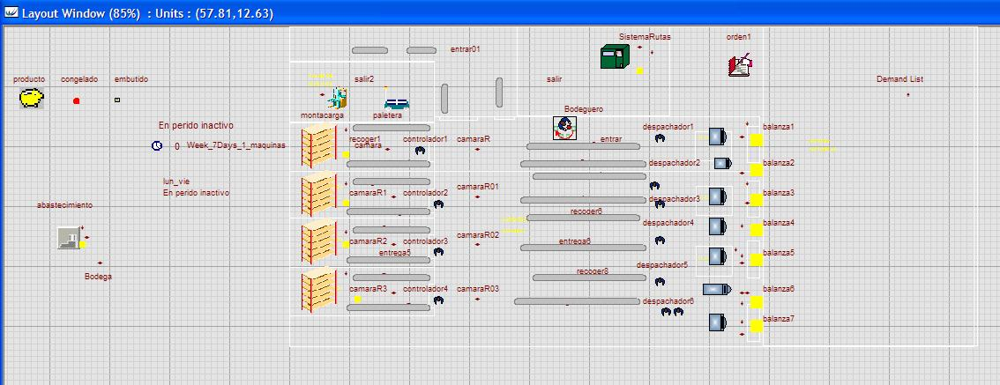 Layout Window (85%) : Units : (57.81,12.63)
SistemaRutas
orden1
entrar01
producto
congelado
embutido
salir2
salir
Demand List
montacarga
paletera
Bodeguero
En perido inactivo
despachador1
balanza1
recoger1
controlador1
camaraR
entrar
0
Week_7Days_1_maquinas
camara
despachador2
balanza2
lun_vie
En perido inactivo
camaraR1
controlador2
camaraR01
despachador3
balanza3
abastecimiento
recoger6
despachador4
balanza4
camaraR2
controlador3
camaraR02
entrega6
entrega5
balanza5
Bodega
recoger8
despachador5
camaraR3
controlador4
camaraR03
balanza6
despachador6
balanza7